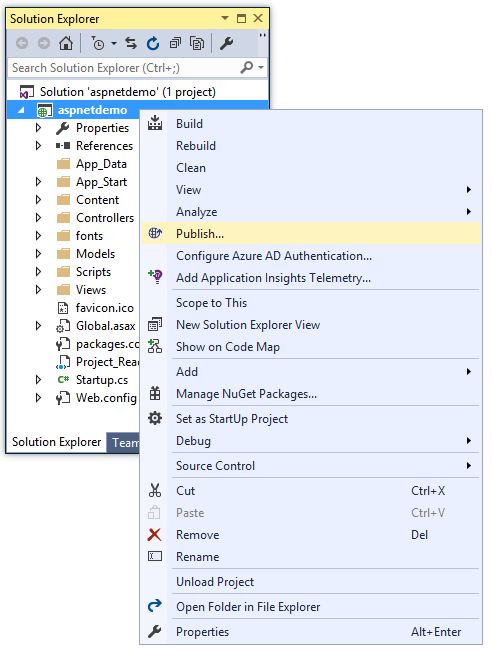 Solution Explorer
Search Solution Explorer (Ctrl+;)
Solution 'aspnetdemo' (1 project)
aspnetdemo
Properties
References
App_Data
App_Start
Content
Controllers
fonts
Models
Scripts
Views
favicon.ico
Global.asax
packages.co
Project_Rea
C# Startup.cs
Web.config
Solution Explorer Team
Build
Rebuild
Clean
View
Analyze
Publish...
Configure Azure AD Authentication...
Add Application Insights Telemetry...
Scope to This
New Solution Explorer View
Show on Code Map
Add
Manage NuGet Packages...
Set as StartUp Project
Debug
Source Control
Cut Ctrl+X
Paste Ctrl+V
Remove Del
Rename
Unload Project
Open Folder in File Explorer
Properties Alt+Enter